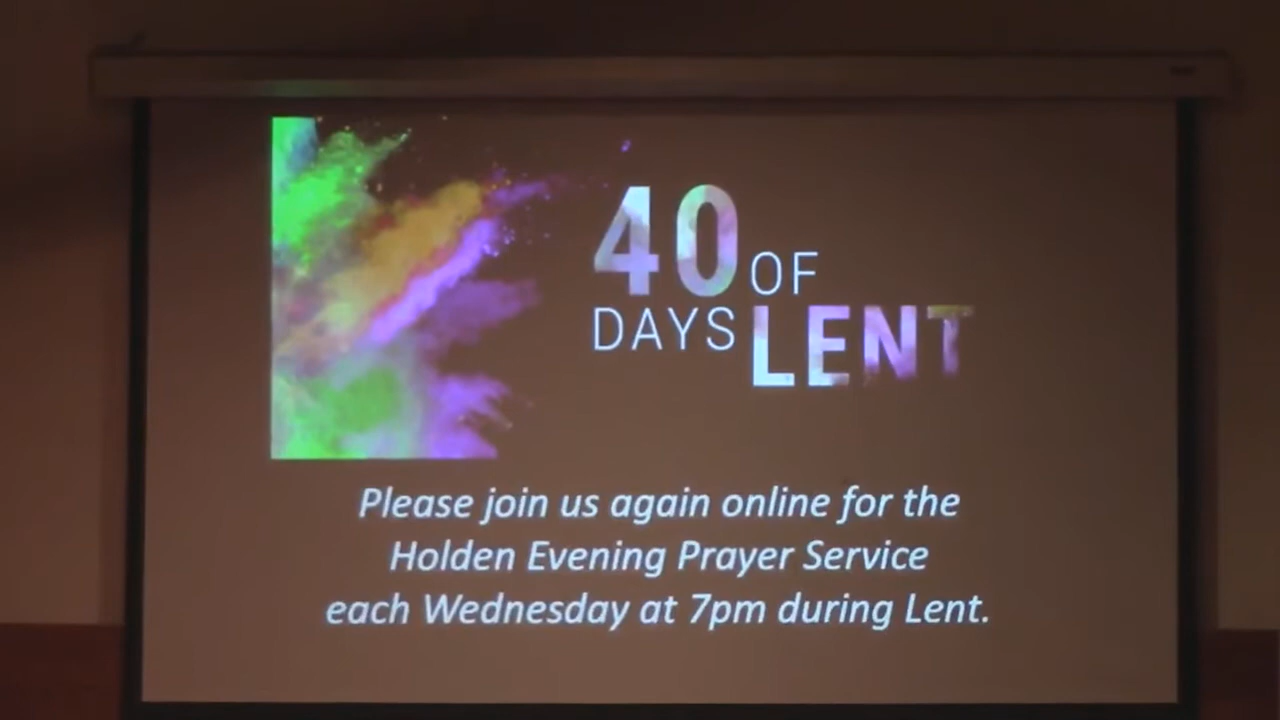 40 OF
DAYS LENT
Please join us again online for the
Holden Evening Prayer Service
each Wednesday at 7pm during Lent.